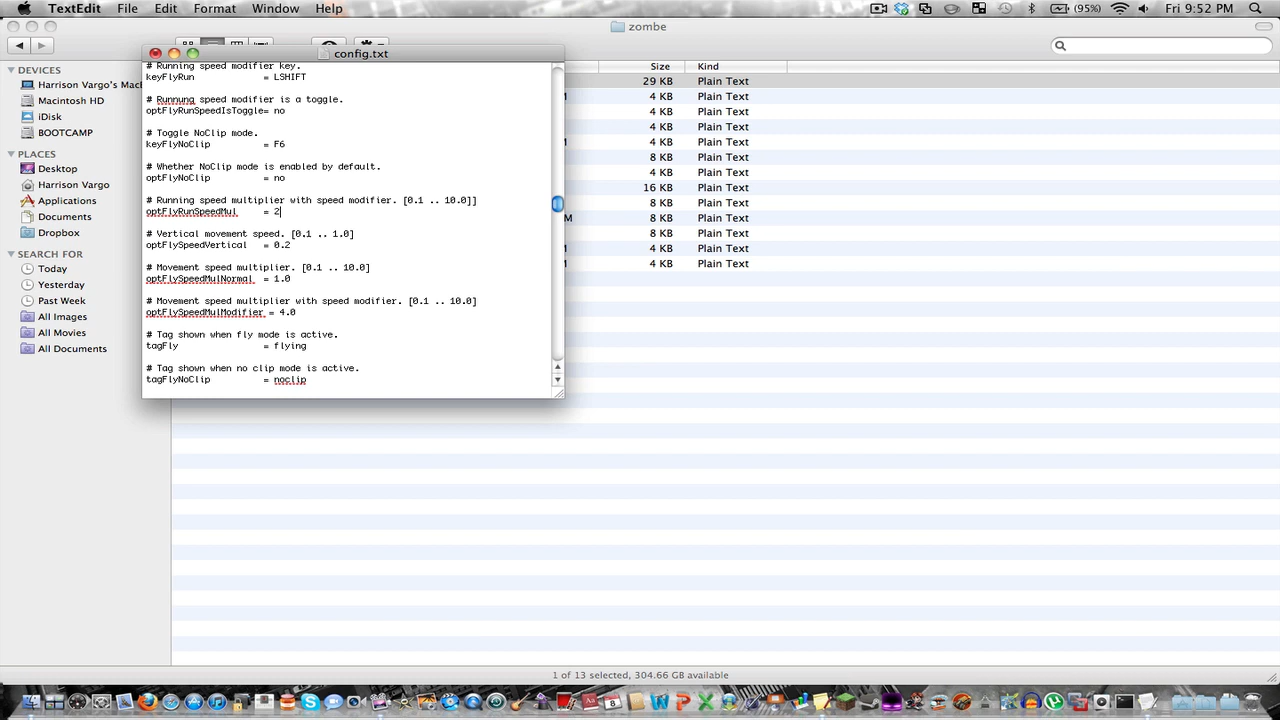 TextEdit File Edit Format Window Help (95%) Fri 9:52 PM
zombe
config.txt
DEVICES
Harrison Vargo's Mac
Macintosh HD
iDisk
BOOTCAMP
PLACES
Desktop
Harrison Vargo
Applications
Documents
Dropbox
SEARCH FOR
Today
Yesterday
Past Week
All Images
All Movies
All Documents
# Running speed modifier key.
keyFlyRun = LSHIFT
# Runnung speed modifier is a toggle.
optFlyRunSpeedIsToggle= no
# Toggle NoClip mode.
keyFlyNoClip = F6
# Whether NoClip mode is enabled by default.
optFlyNoClip = no
# Running speed multiplier with speed modifier. [0.1 .. 10.0]]
optFlyRunSpeedMul = 2
# Vertical movement speed. [0.1 .. 1.0]
optFlySpeedVertical = 0.2
# Movement speed multiplier. [0.1 .. 10.0]
optFlySpeedMulNormal = 1.0
# Movement speed multiplier with speed modifier. [0.1 .. 10.0]
optFlySpeedMulModifier = 4.0
# Tag shown when fly mode is active.
tagFly = flying
# Tag shown when no clip mode is active.
tagFlyNoClip = noclip
Size Kind
29 KB Plain Text
4 KB Plain Text
4 KB Plain Text
4 KB Plain Text
4 KB Plain Text
8 KB Plain Text
8 KB Plain Text
16 KB Plain Text
8 KB Plain Text
8 KB Plain Text
8 KB Plain Text
4 KB Plain Text
4 KB Plain Text
1 of 13 selected, 304.66 GB available